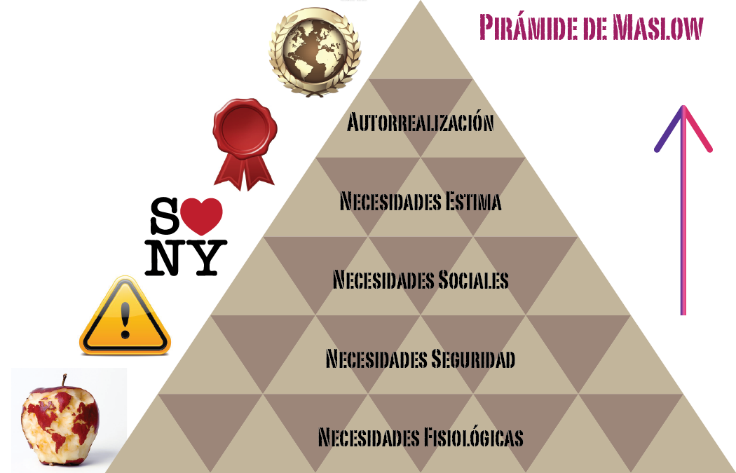 Pirámide de Maslow
Autorrealización
Necesidades Estima
S♥
NY
Necesidades Sociales
Necesidades Seguridad
!
Necesidades Fisiológicas